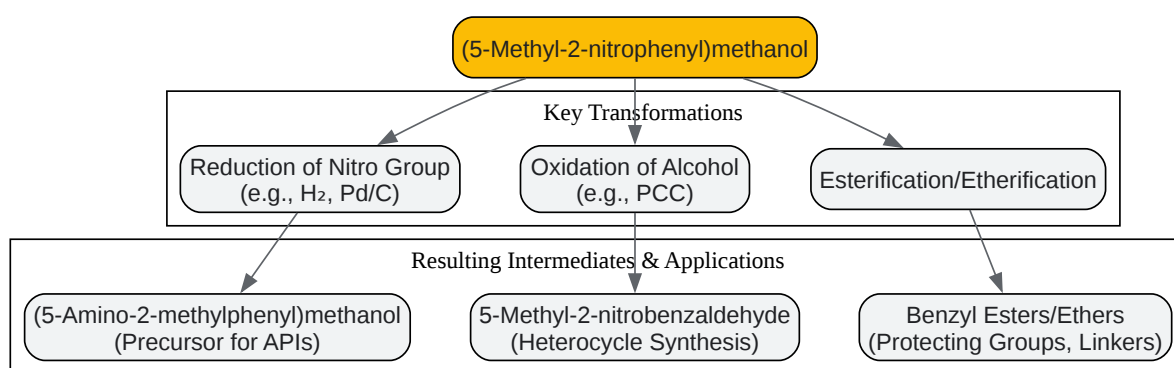 (5-Methyl-2-nitrophenyl)methanol
Key Transformations
Reduction of Nitro Group
(e.g., H₂, Pd/C)
Oxidation of Alcohol
(e.g., PCC)
Esterification/Etherification
Resulting Intermediates & Applications
(5-Amino-2-methylphenyl)methanol
(Precursor for APIs)
5-Methyl-2-nitrobenzaldehyde
(Heterocycle Synthesis)
Benzyl Esters/Ethers
(Protecting Groups, Linkers)